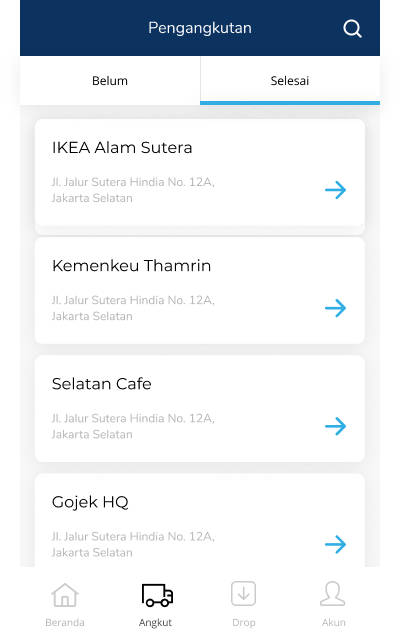 Pengangkutan
Belum
Selesai
IKEA Alam Sutera
Jl. Jalur Sutera Hindia No. 12A,
Jakarta Selatan
Kemenkeu Thamrin
Jl. Jalur Sutera Hindia No. 12A,
Jakarta Selatan
Selatan Cafe
Jl. Jalur Sutera Hindia No. 12A,
Jakarta Selatan
Gojek HQ
Jl. Jalur Sutera Hindia No. 12A,
Jakarta Selatan
Beranda
Angkut
Drop
Akun